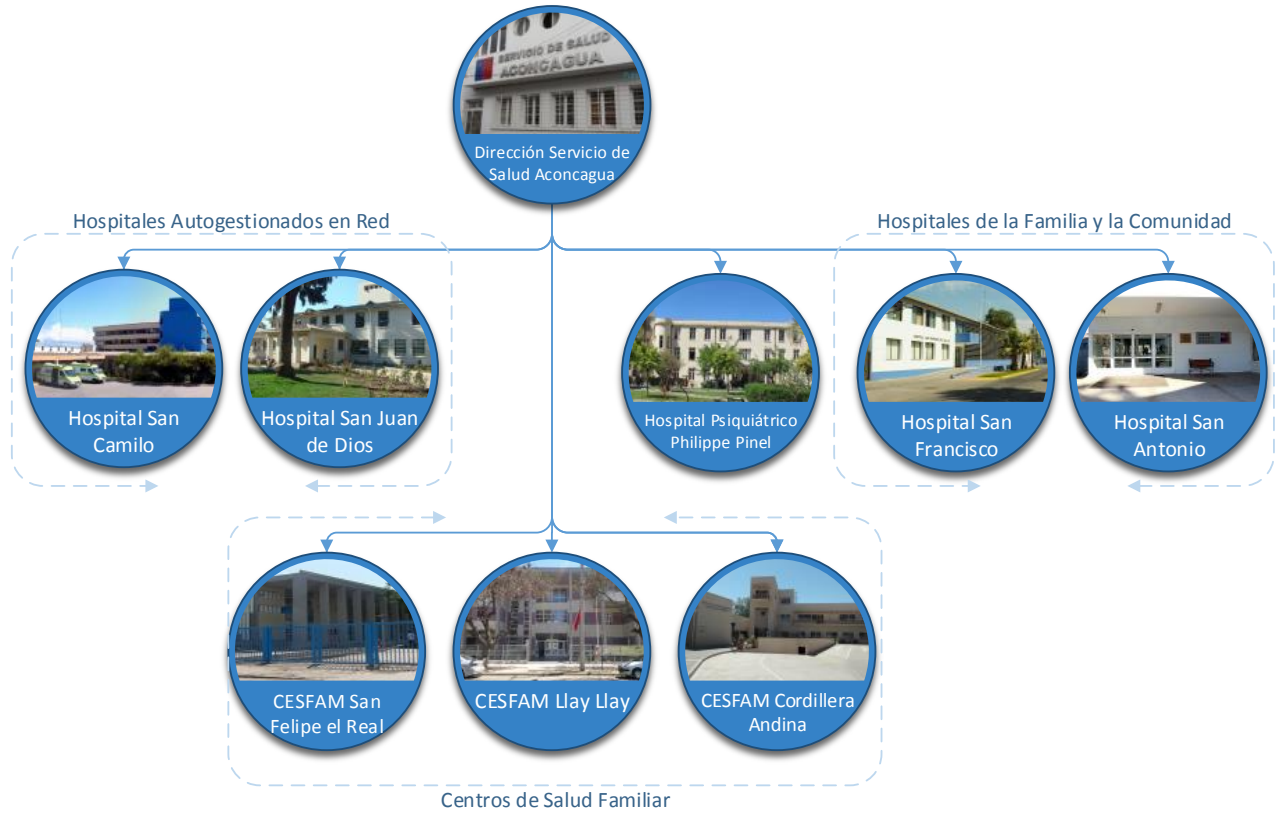 SERVICIO DE SALUD
ACONCAGUA
Dirección Servicio de
Salud Aconcagua
Hospitales Autogestionados en Red
Hospitales de la Familia y la Comunidad
Hospital San
Camilo
Hospital San Juan
de Dios
Hospital Psiquiátrico
Philippe Pinel
Hospital San
Francisco
Hospital San
Antonio
CESFAM San
Felipe el Real
CESFAM Llay Llay
CESFAM Cordillera
Andina
Centros de Salud Familiar